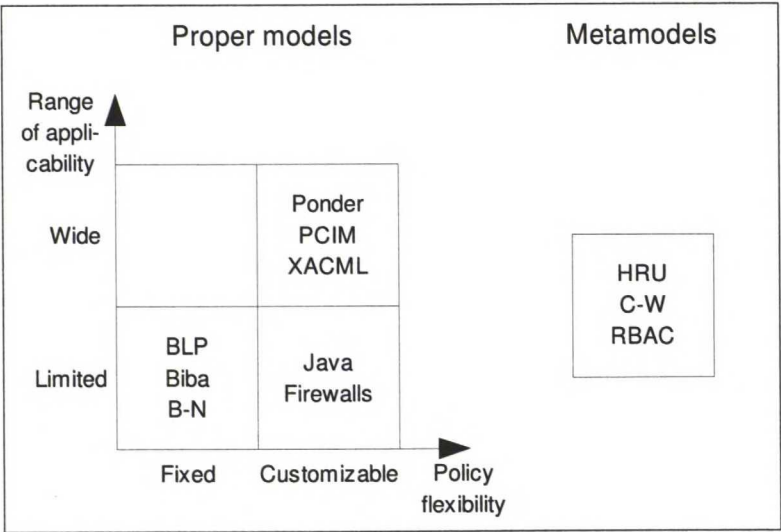 Proper models
Metamodels
Range
of appli-
cability
Wide
Ponder
PCIM
XACML
HRU
C-W
RBAC
Limited
BLP
Biba
B-N
Java
Firewalls
Fixed
Customizable
Policy
flexibility